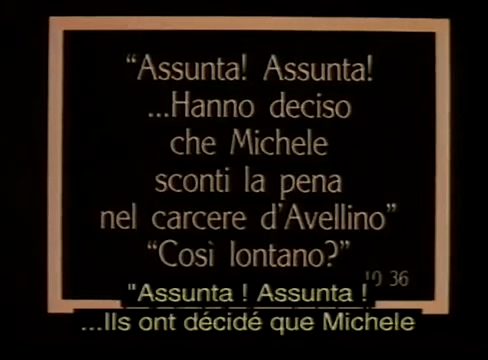 “Assunta! Assunta!
...Hanno deciso
che Michele
sconti la pena
nel carcere d'Avellino”
“Così lontano?”
10 36
"Assunta ! Assunta !
...Ils ont décidé que Michele